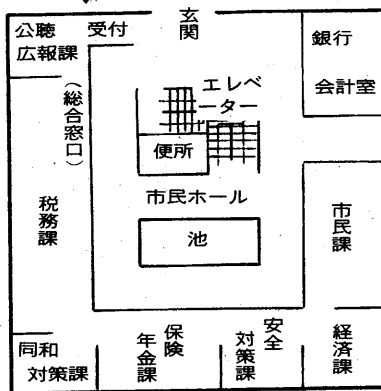 玄関
公聴
広報課
受付
銀行
会計室
(総合窓口)
エレベ
ーター
便所
市民ホール
池
税務課
市民課
同和
対策課
保険
年金課
安全
対策課
経済課